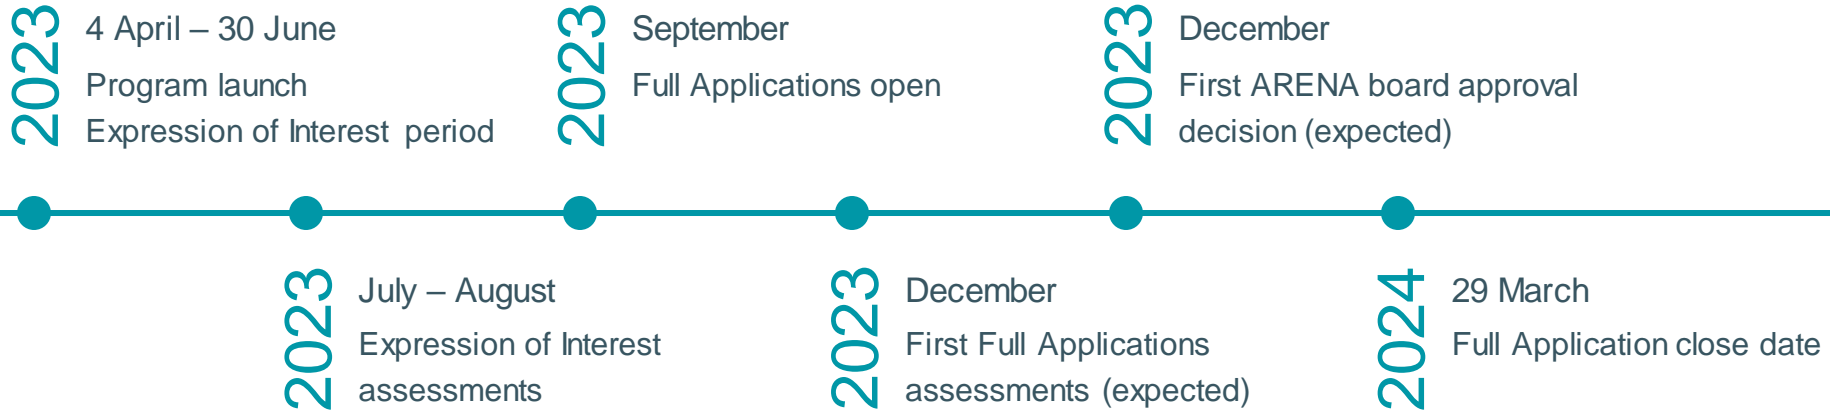 2023
4 April – 30 June
Program launch
Expression of Interest period
2023
July – August
Expression of Interest
assessments
2023
September
Full Applications open
2023
December
First Full Applications
assessments (expected)
2023
December
First ARENA board approval
decision (expected)
2024
29 March
Full Application close date